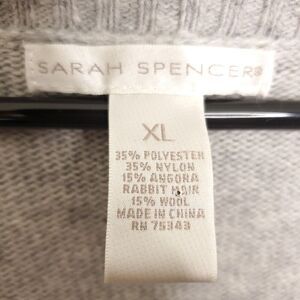 SARAH SPENCER®
XL
35% POLYESTER
35% NYLON
15% ANGORA
RABBIT HAIR
15% WOOL
MADE IN CHINA
RN 75343